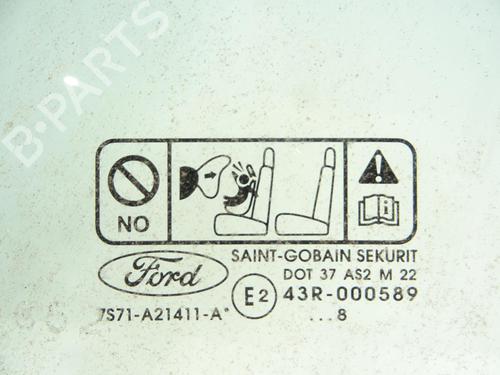 B-PARTS
NO
i
Ford
SAINT-GOBAIN SEKURIT
DOT 37 AS2 M 22
7S71-A21411-A*
E2 43R-000589
...8